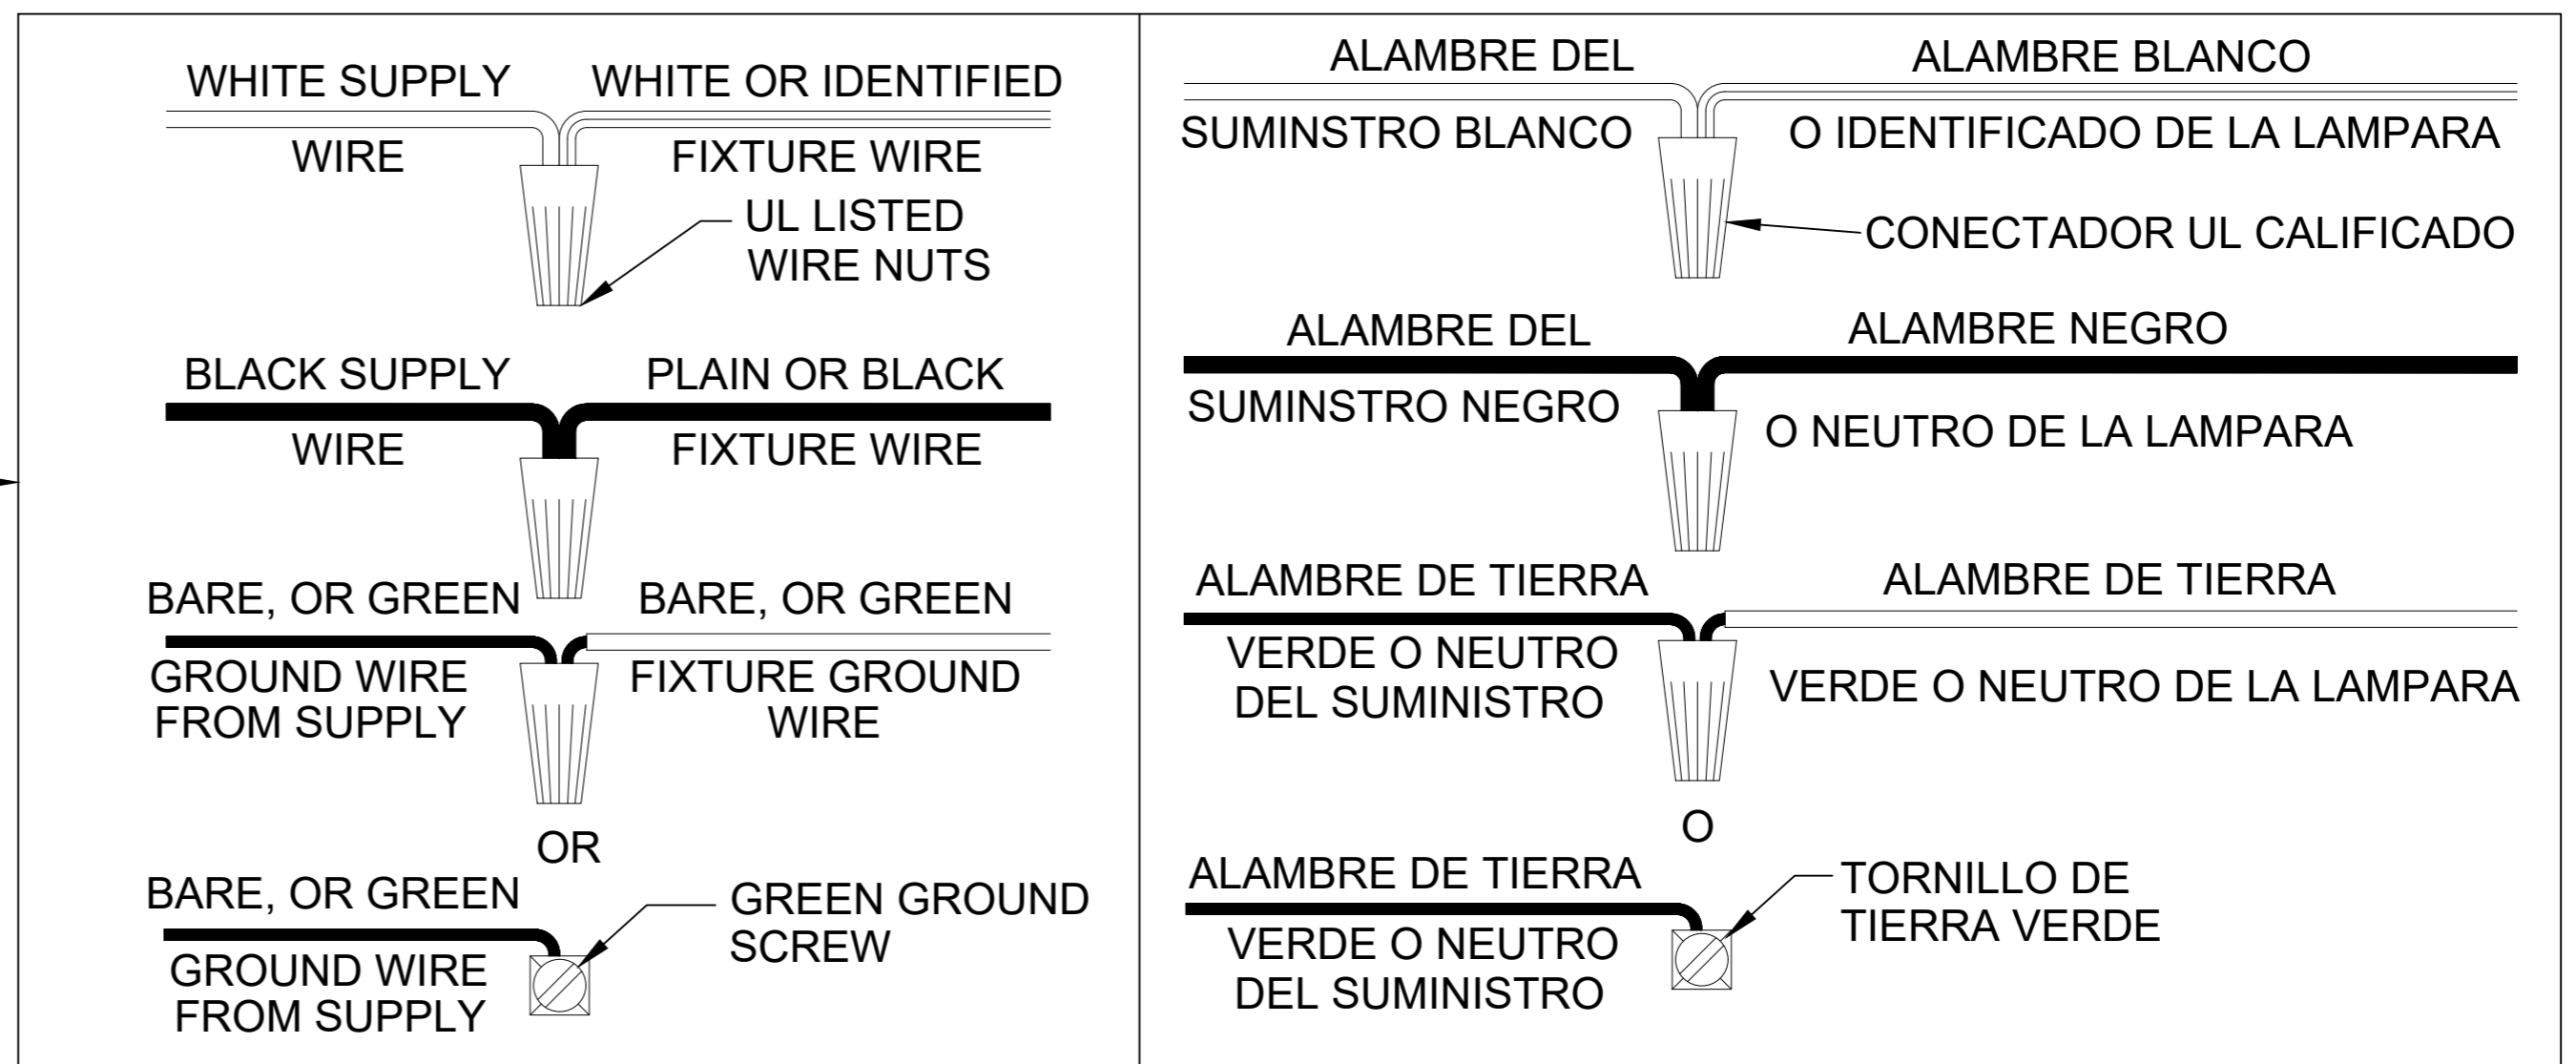 WHITE SUPPLY
WIRE
WHITE OR IDENTIFIED
FIXTURE WIRE
UL LISTED
WIRE NUTS
BLACK SUPPLY
WIRE
PLAIN OR BLACK
FIXTURE WIRE
BARE, OR GREEN
GROUND WIRE
FROM SUPPLY
BARE, OR GREEN
FIXTURE GROUND
WIRE
OR
BARE, OR GREEN
GROUND WIRE
FROM SUPPLY
GREEN GROUND
SCREW
ALAMBRE DEL
SUMINSTRO BLANCO
ALAMBRE BLANCO
O IDENTIFICADO DE LA LAMPARA
CONECTADOR UL CALIFICADO
ALAMBRE DEL
SUMINSTRO NEGRO
ALAMBRE NEGRO
O NEUTRO DE LA LAMPARA
ALAMBRE DE TIERRA
VERDE O NEUTRO
DEL SUMINISTRO
ALAMBRE DE TIERRA
VERDE O NEUTRO DE LA LAMPARA
O
ALAMBRE DE TIERRA
VERDE O NEUTRO
DEL SUMINISTRO
TORNILLO DE
TIERRA VERDE